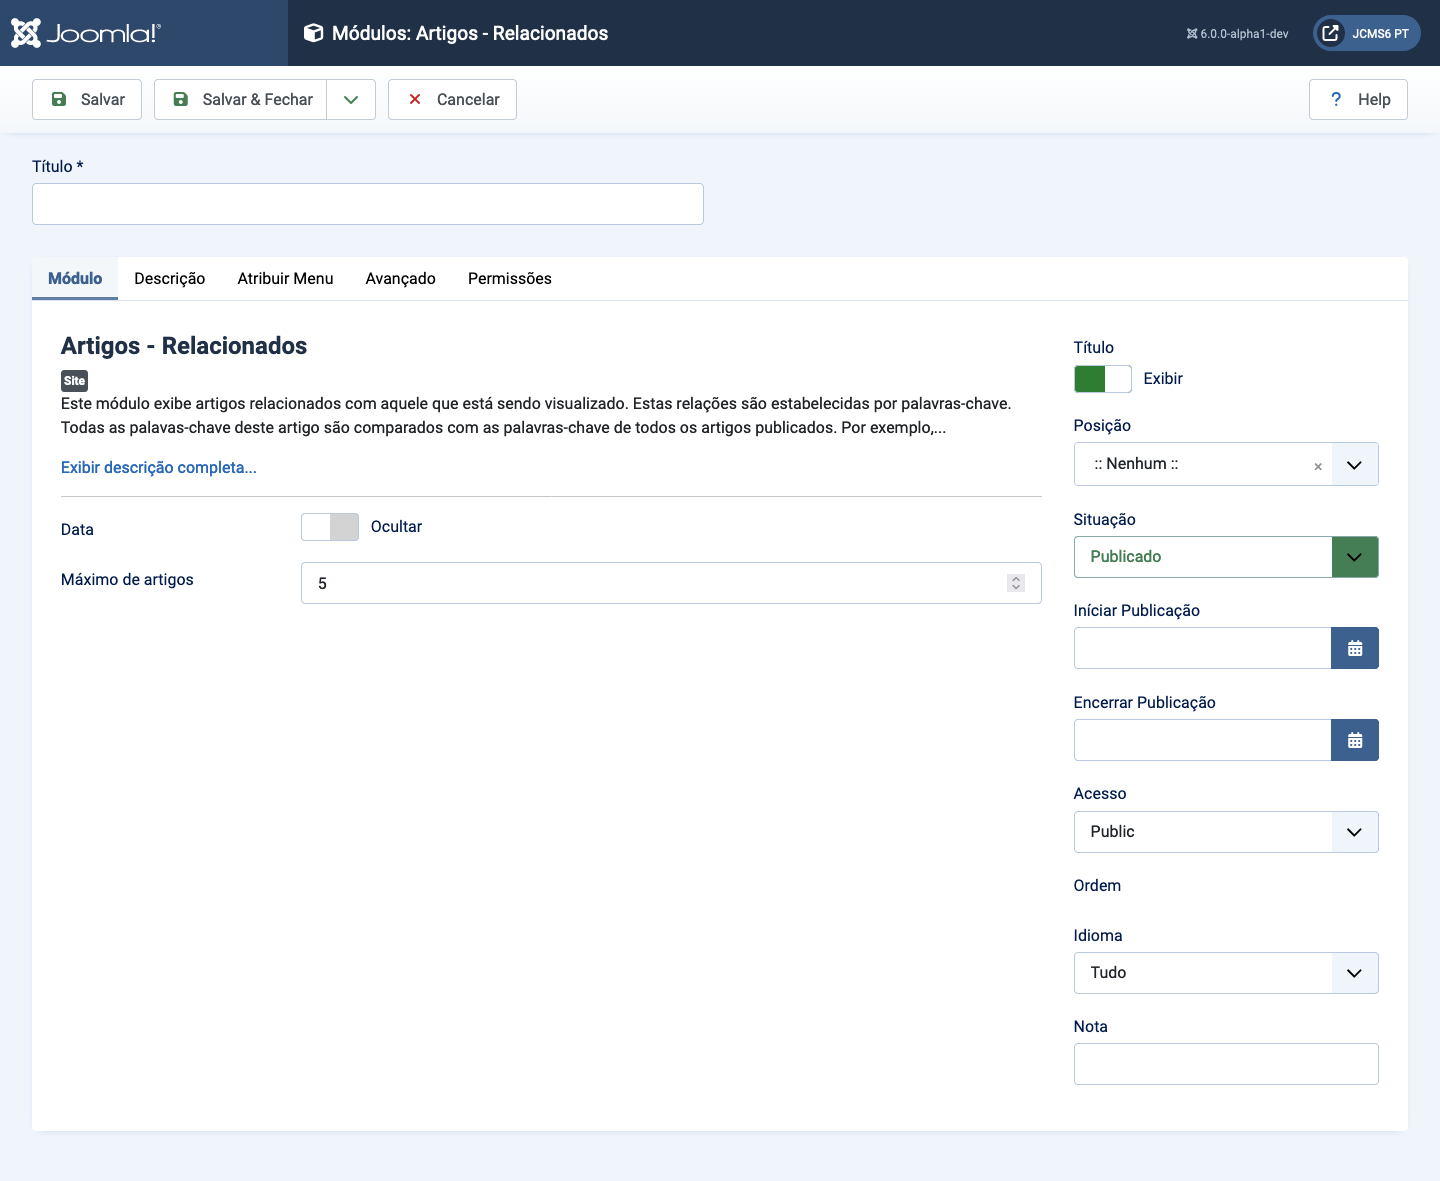 Joomla!®
Módulos: Artigos - Relacionados
6.0.0-alpha1-dev
JCMS6 PT
Salvar
Salvar & Fechar
× Cancelar
? Help
Título *
Módulo
Descrição
Atribuir Menu
Avançado
Permissões
Artigos - Relacionados
Site
Este módulo exibe artigos relacionados com aquele que está sendo visualizado. Estas relações são estabelecidas por palavras-chave.
Todas as palavas-chave deste artigo são comparados com as palavras-chave de todos os artigos publicados. Por exemplo,...
Exibir descrição completa...
Data
Ocultar
Máximo de artigos
5
Título
Exibir
Posição
:: Nenhum :: ×
Situação
Publicado
Iníciar Publicação
Encerrar Publicação
Acesso
Public
Ordem
Idioma
Tudo
Nota